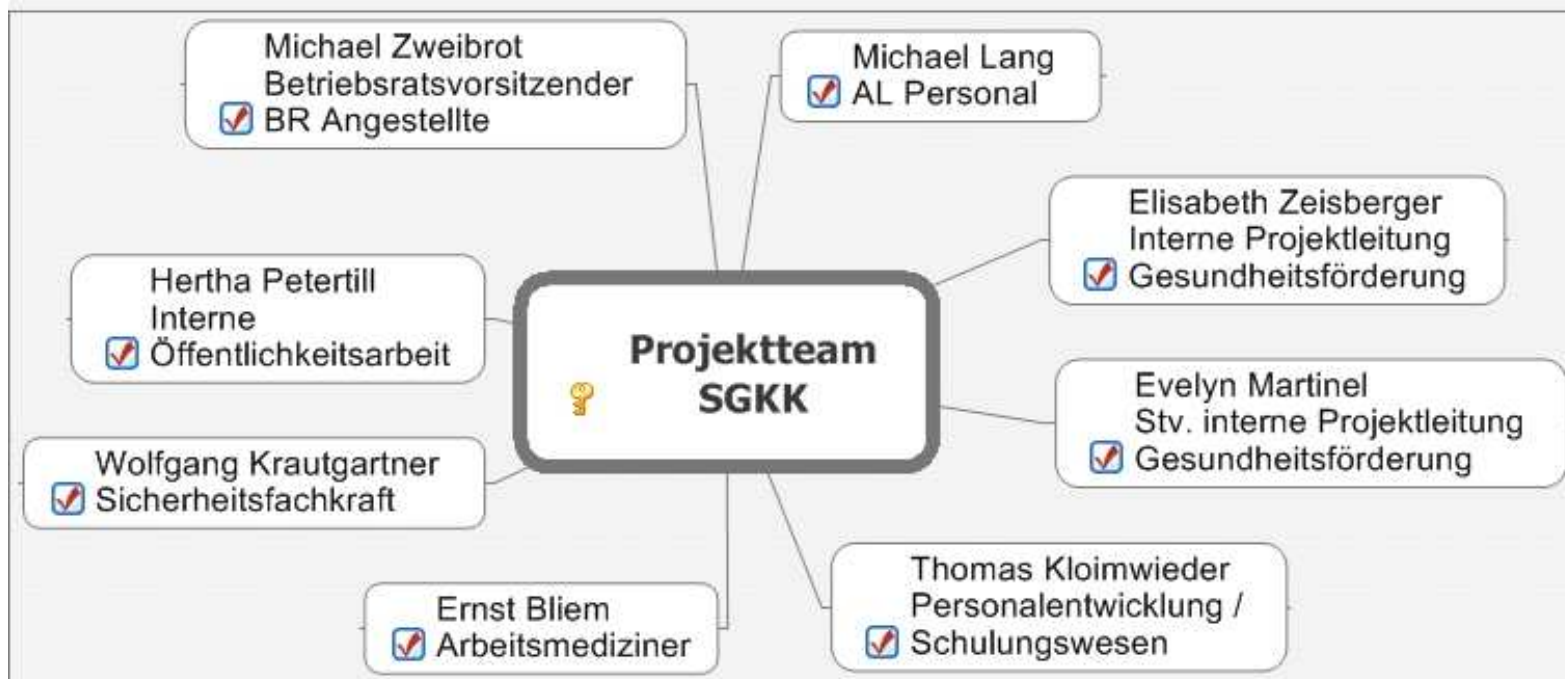 Michael Zweibrot
Betriebsratsvorsitzender
BR Angestellte
Michael Lang
AL Personal
Elisabeth Zeisberger
Interne Projektleitung
Gesundheitsförderung
Hertha Petertill
Interne
Öffentlichkeitsarbeit
Projektteam
SGKK
Evelyn Martinel
Stv. interne Projektleitung
Gesundheitsförderung
Wolfgang Krautgartner
Sicherheitsfachkraft
Thomas Kloimwieder
Personalentwicklung /
Schulungswesen
Ernst Bliem
Arbeitsmediziner